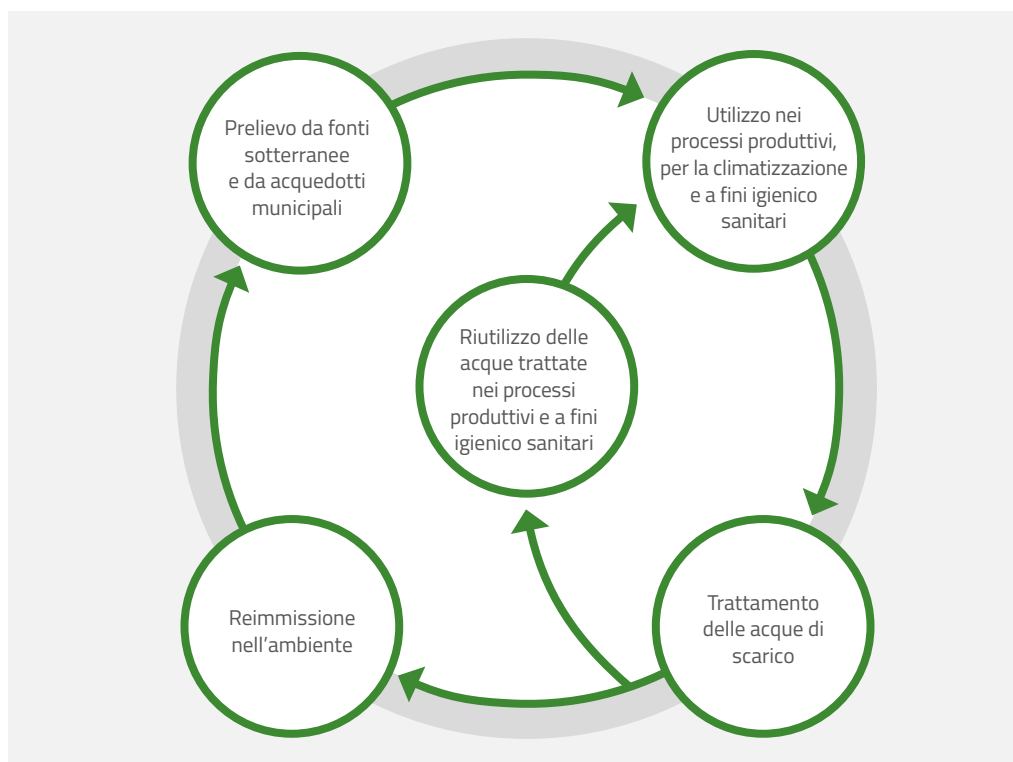 Prelievo da fonti
sotterranee
e da acquedotti
municipali
Utilizzo nei
processi produttivi,
per la climatizzazione
e a fini igienico
sanitari
Riutilizzo delle
acque trattate
nei processi
produttivi e a fini
igienico sanitari
Reimmissione
nell’ambiente
Trattamento
delle acque di
scarico